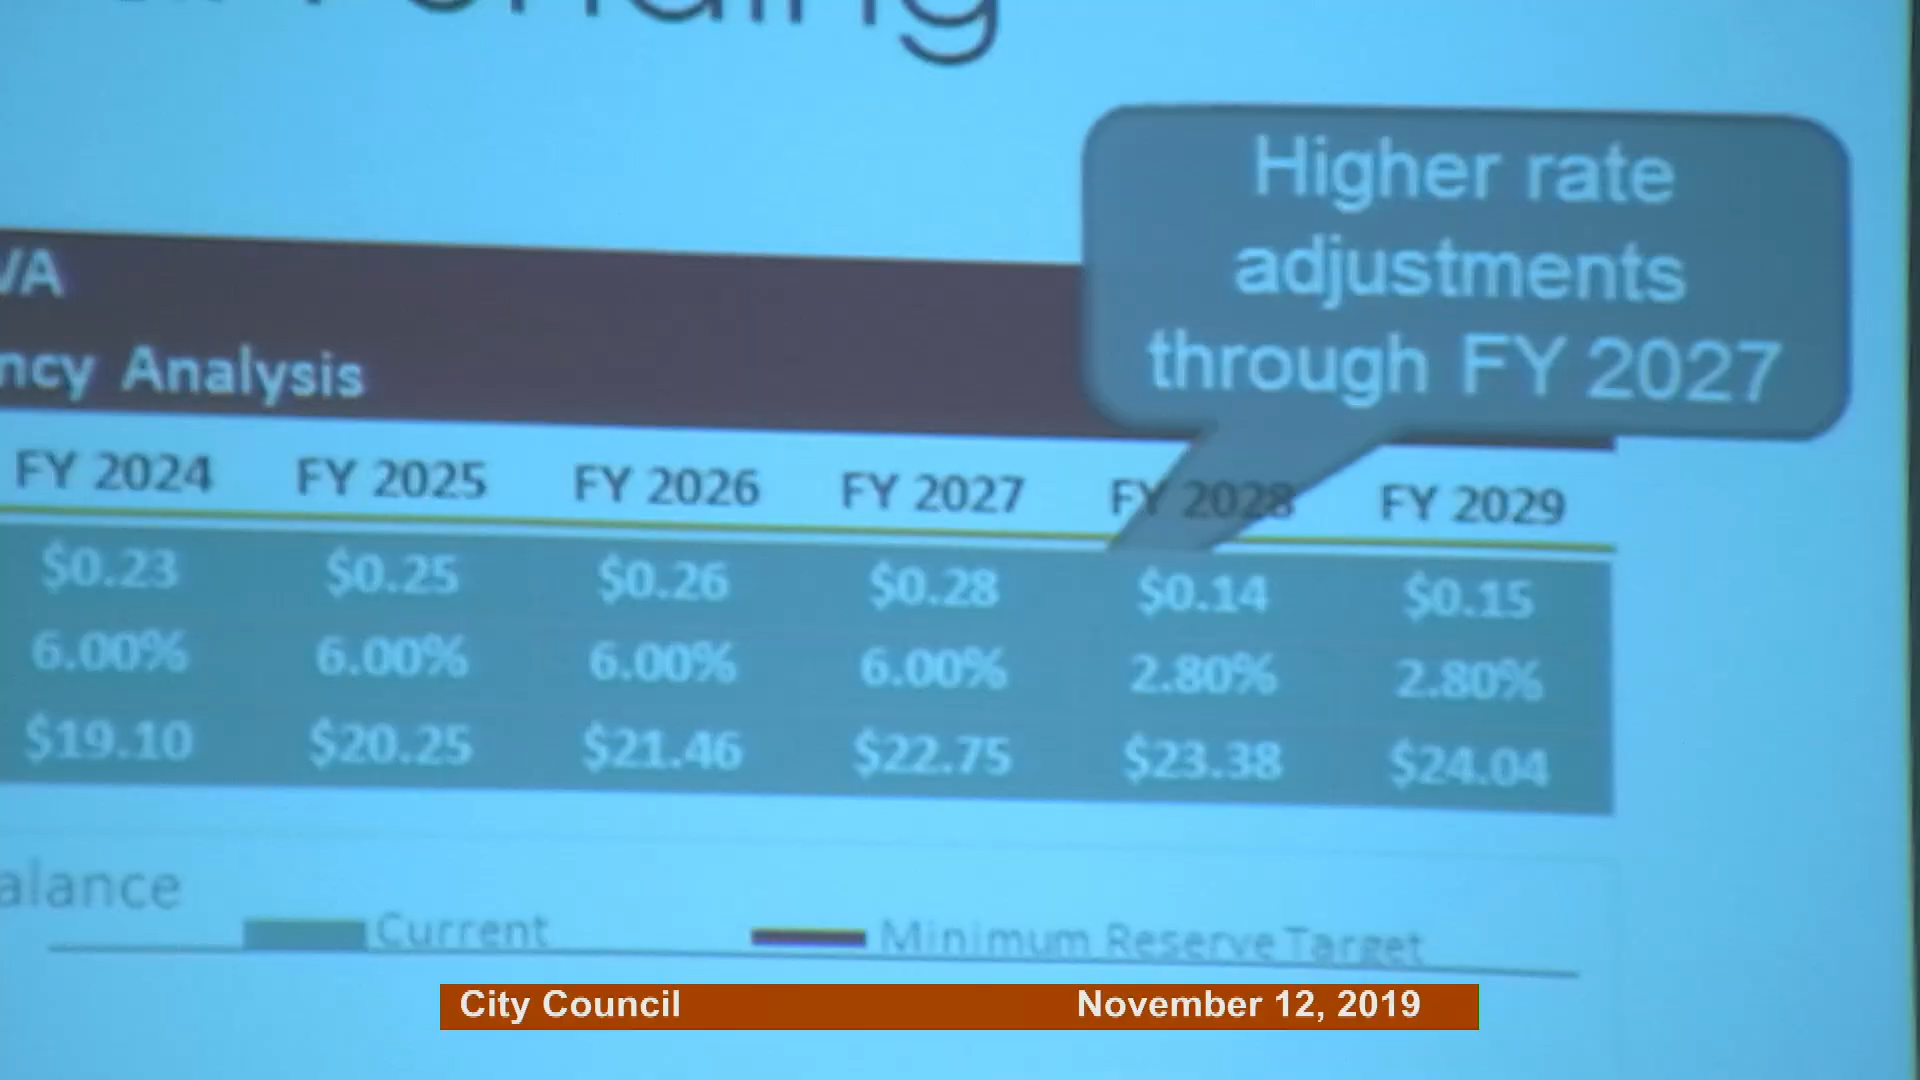 Higher rate
adjustments
through FY 2027
VA
ncy Analysis
FY 2024 FY 2025 FY 2026 FY 2027 FY 2028 FY 2029
$0.23 $0.25 $0.26 $0.28 $0.14 $0.15
6.00% 6.00% 6.00% 6.00% 2.80% 2.80%
$19.10 $20.25 $21.46 $22.75 $23.38 $24.04
alance
Current Minimum Reserve Target
City Council November 12, 2019